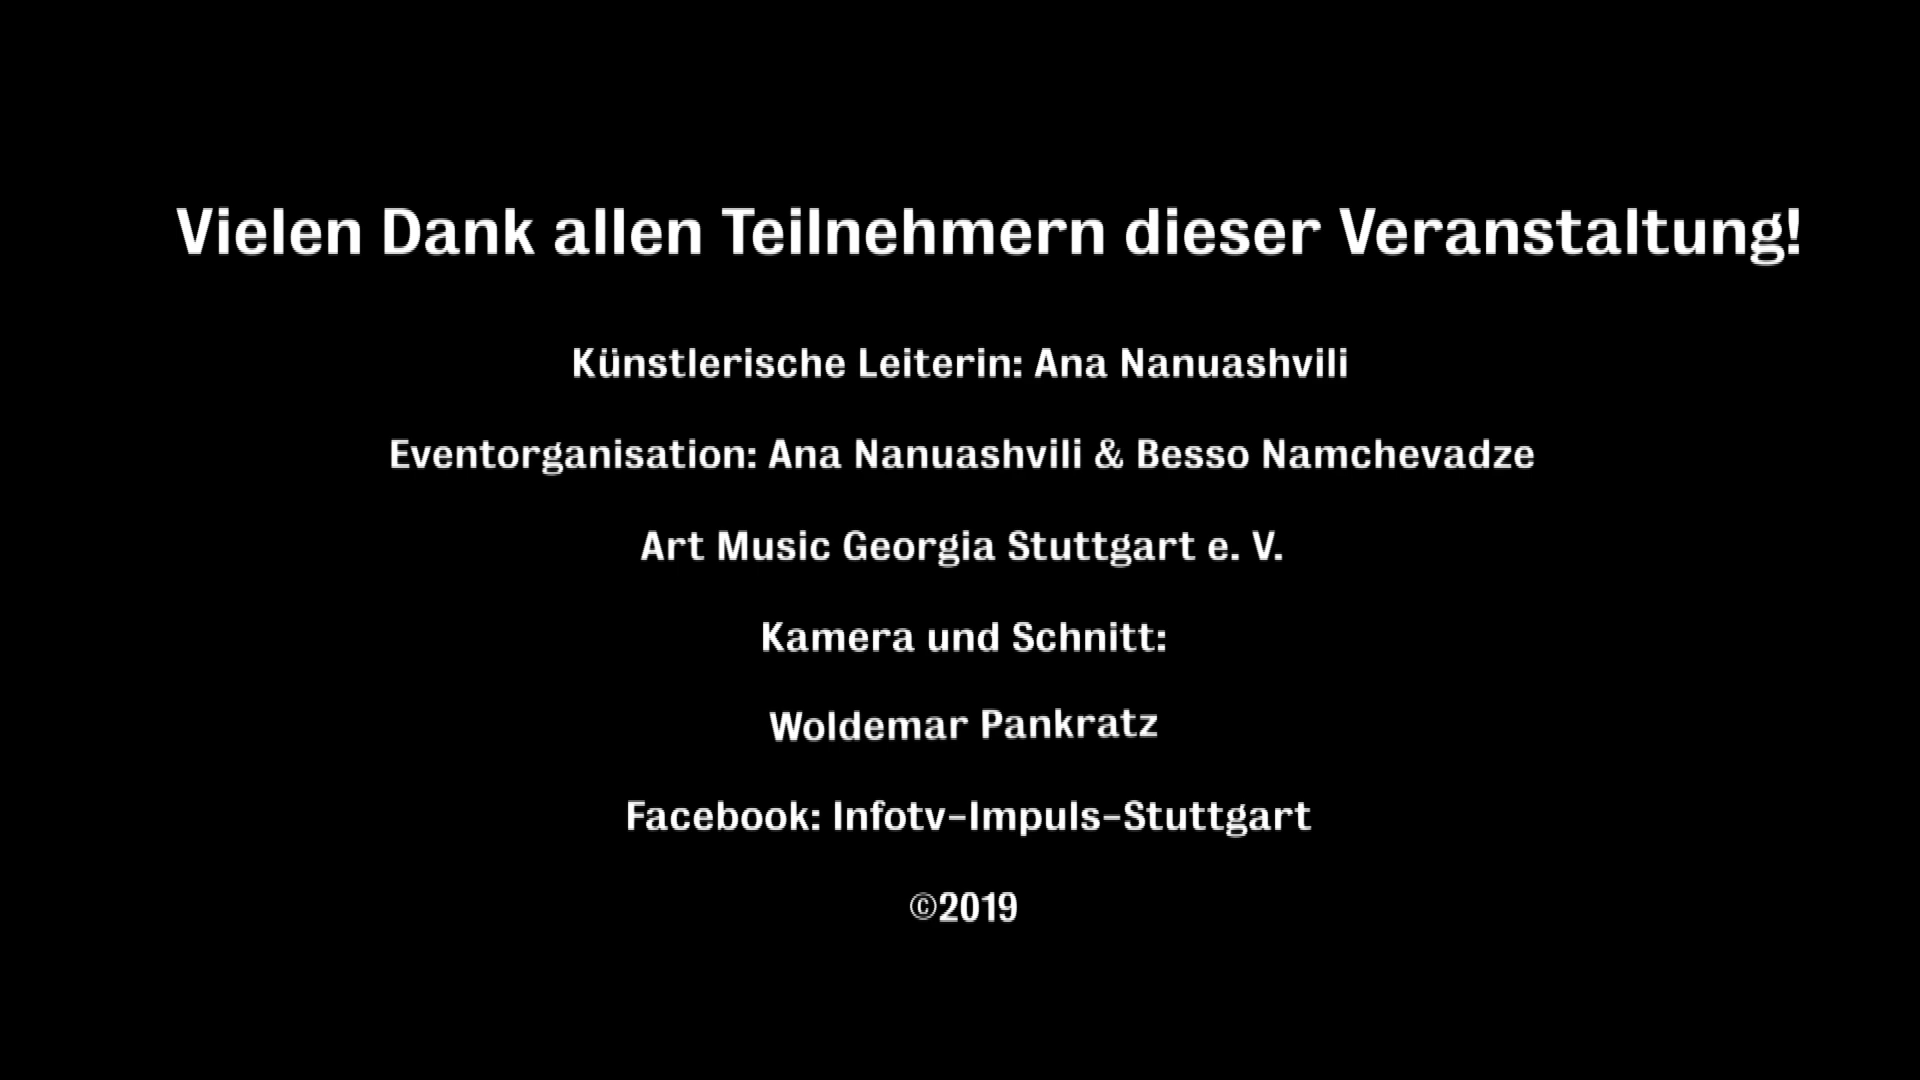 Vielen Dank allen Teilnehmern dieser Veranstaltung!
Künstlerische Leiterin: Ana Nanuashvili
Eventorganisation: Ana Nanuashvili & Besso Namchevadze
Art Music Georgia Stuttgart e. V.
Kamera und Schnitt:
Woldemar Pankratz
Facebook: Infotv-Impuls-Stuttgart
©2019